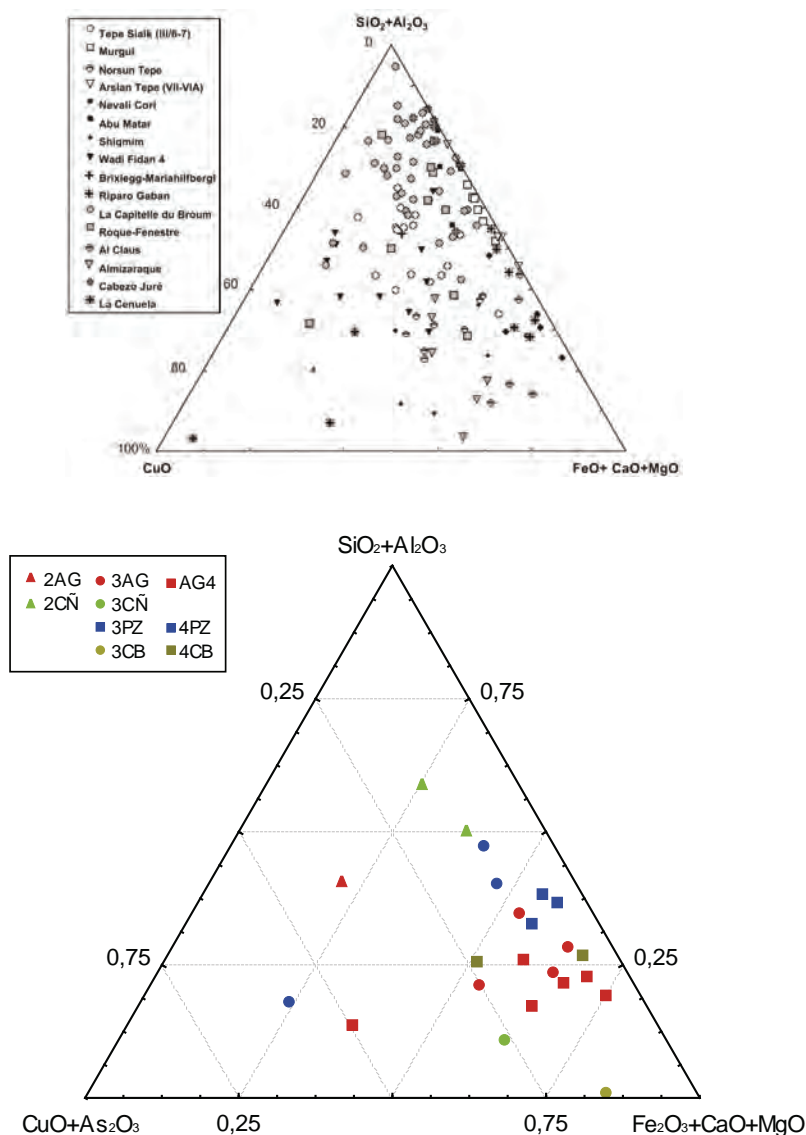 SiO₂+Al₂O₃
Tepe Sialk (III/6-7)
Murgul
Norsun Tepe
Arslan Tepe (VII-VIA)
Nevali Cori
Abu Matar
Shiqmim
Wadi Fidan 4
Brixlegg-Mariahilfbergl
Riparo Gaban
La Capitelle du Broum
Roque-Fenestre
Al Claus
Almizaraque
Cabezo Juré
La Ceñuela
20
40
60
80
100%
CuO
FeO+ CaO+MgO
SiO₂+Al₂O₃
2AG 3AG AG4
2CÑ 3CÑ
3PZ 4PZ
3CB 4CB
0,25 0,75
0,75 0,25
CuO+As₂O₃ 0,25 0,75 Fe₂O₃+CaO+MgO